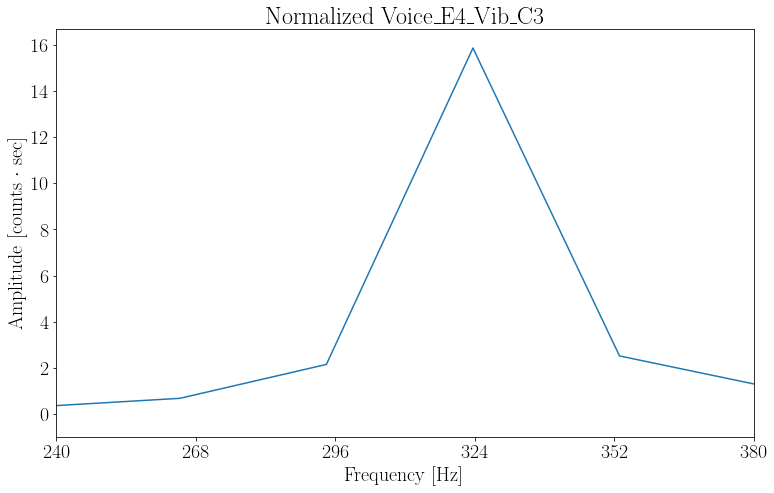 Normalized Voice_E4_Vib_C3
Amplitude [counts · sec]
16
14
12
10
8
6
4
2
0
240 268 296 324 352 380
Frequency [Hz]